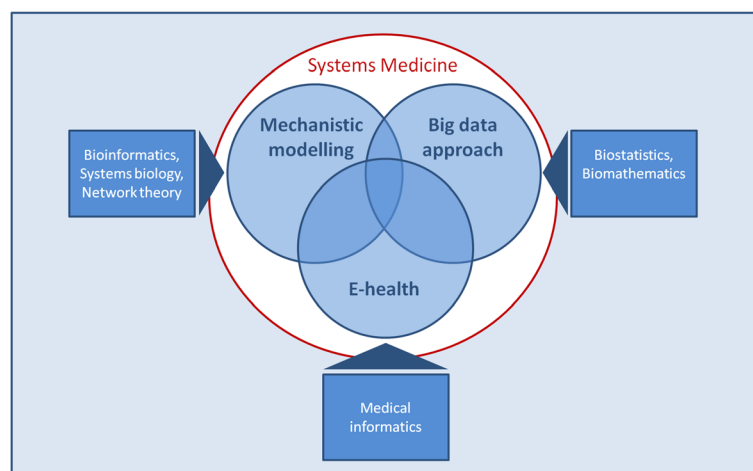 Systems Medicine
Mechanistic
modelling
Big data
approach
Bioinformatics,
Systems biology,
Network theory
Biostatistics,
Biomathematics
E-health
Medical
informatics